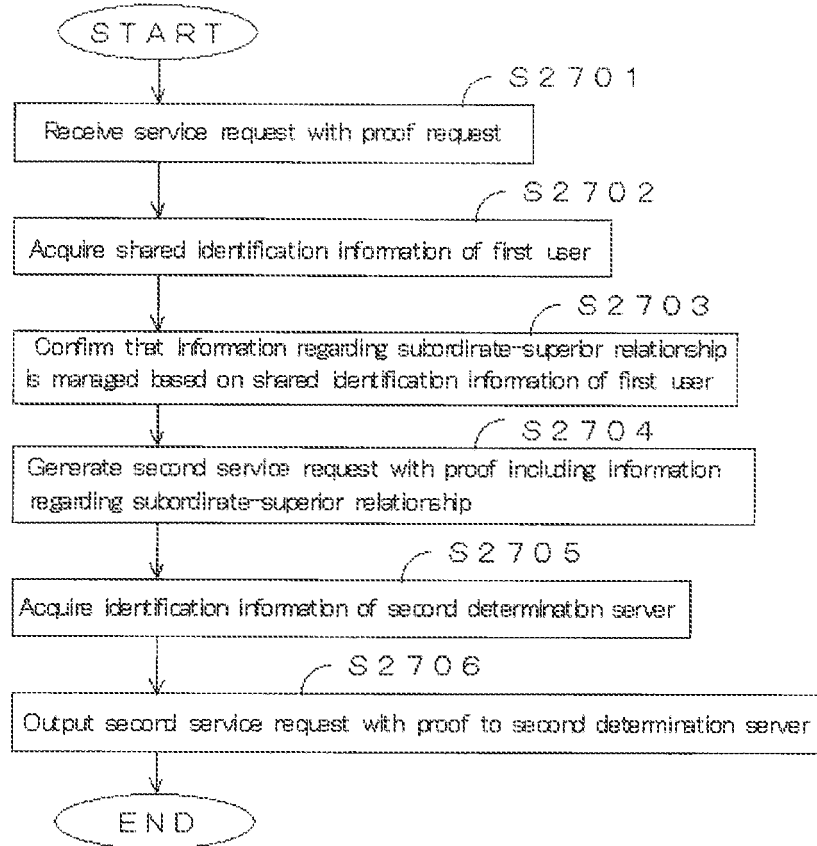 START
S2701
Receive service request with proof request
S2702
Acquire shared identification information of first user
S2703
Confirm that information regarding subordinate-superior relationship
is managed based on shared identification information of first user
S2704
Generate second service request with proof including information
regarding subordinate-superior relationship
S2705
Acquire identification information of second determination server
S2706
Output second service request with proof to second determination server
END